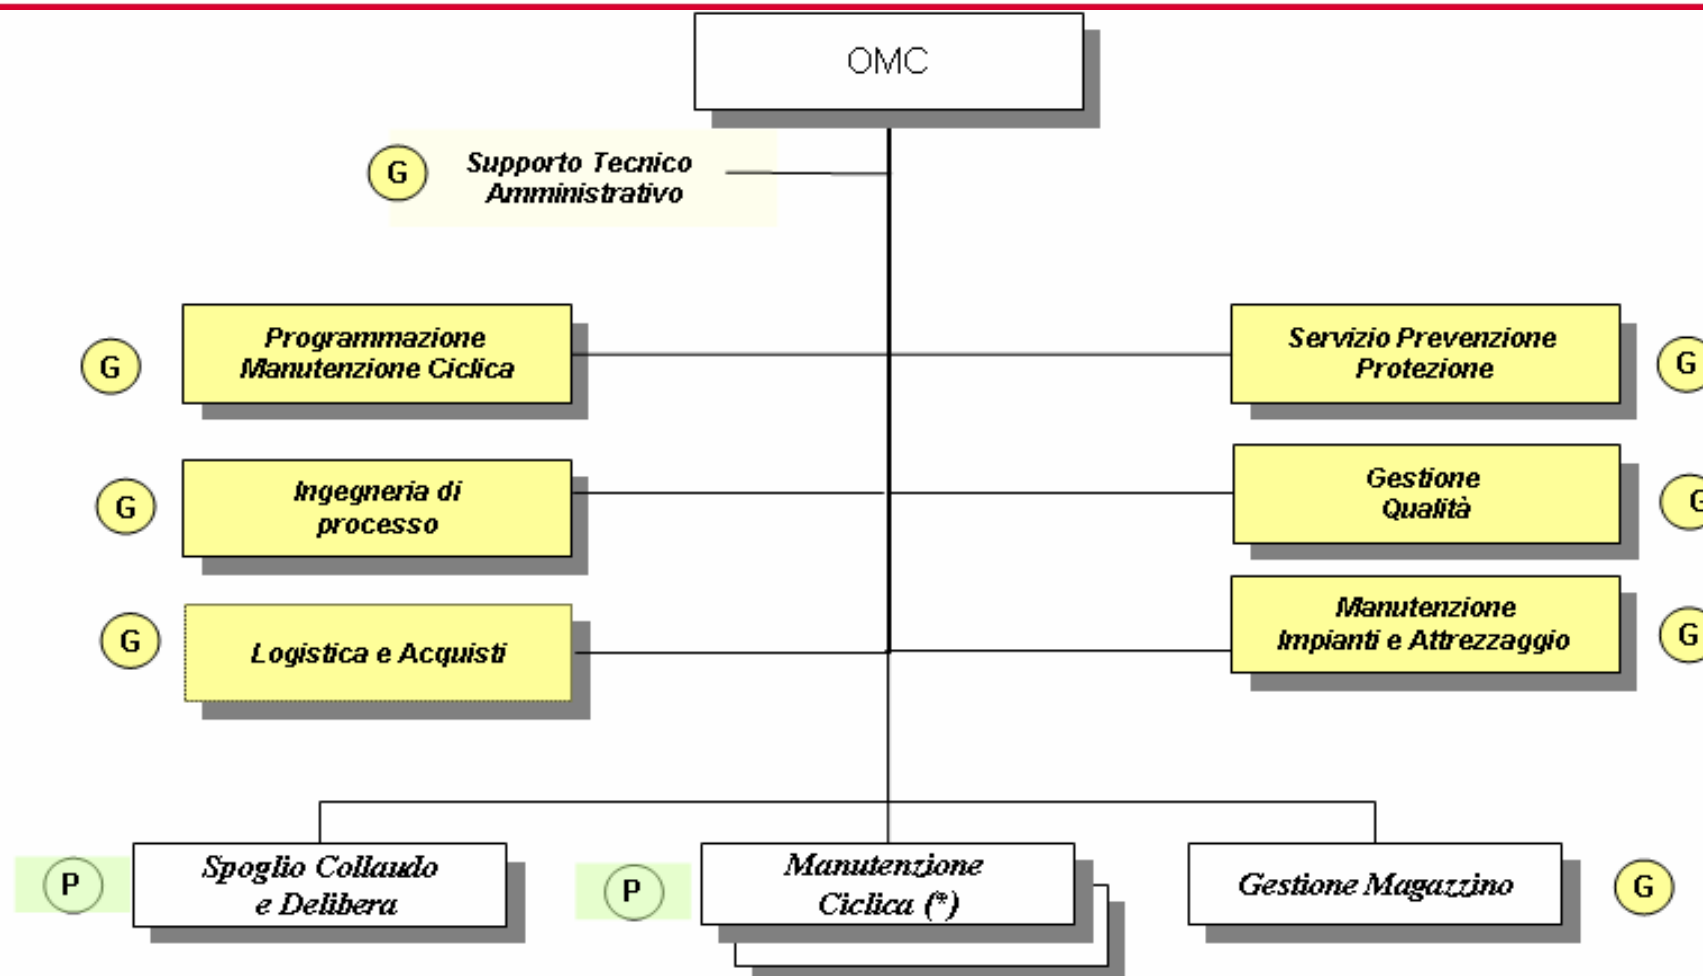 OMC
G
Supporto Tecnico
Amministrativo
G
Programmazione
Manutenzione Ciclica
Servizio Prevenzione
Protezione
G
G
Ingegneria di
processo
Gestione
Qualità
G
G
Logistica e Acquisti
Manutenzione
Impianti e Attrezzaggio
G
P
Spoglio Collaudo
e Delibera
P
Manutenzione
Ciclica (*)
Gestione Magazzino
G